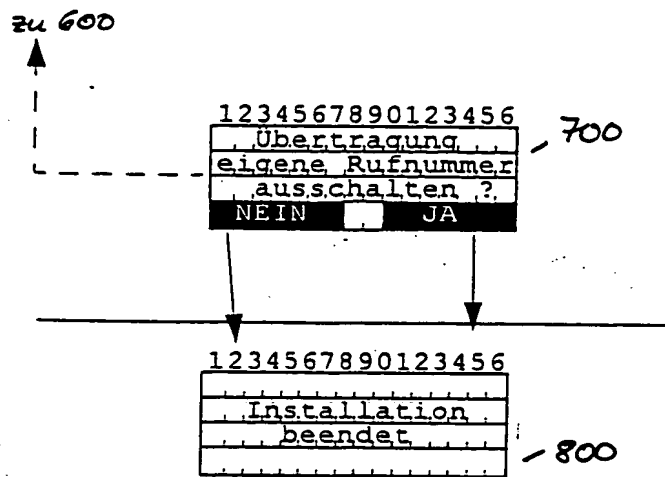 zu 600
1234567890123456
Übertragung
700
eigene Rufnummer
ausschalten ?
NEIN JA
1234567890123456
Installation
beendet
800